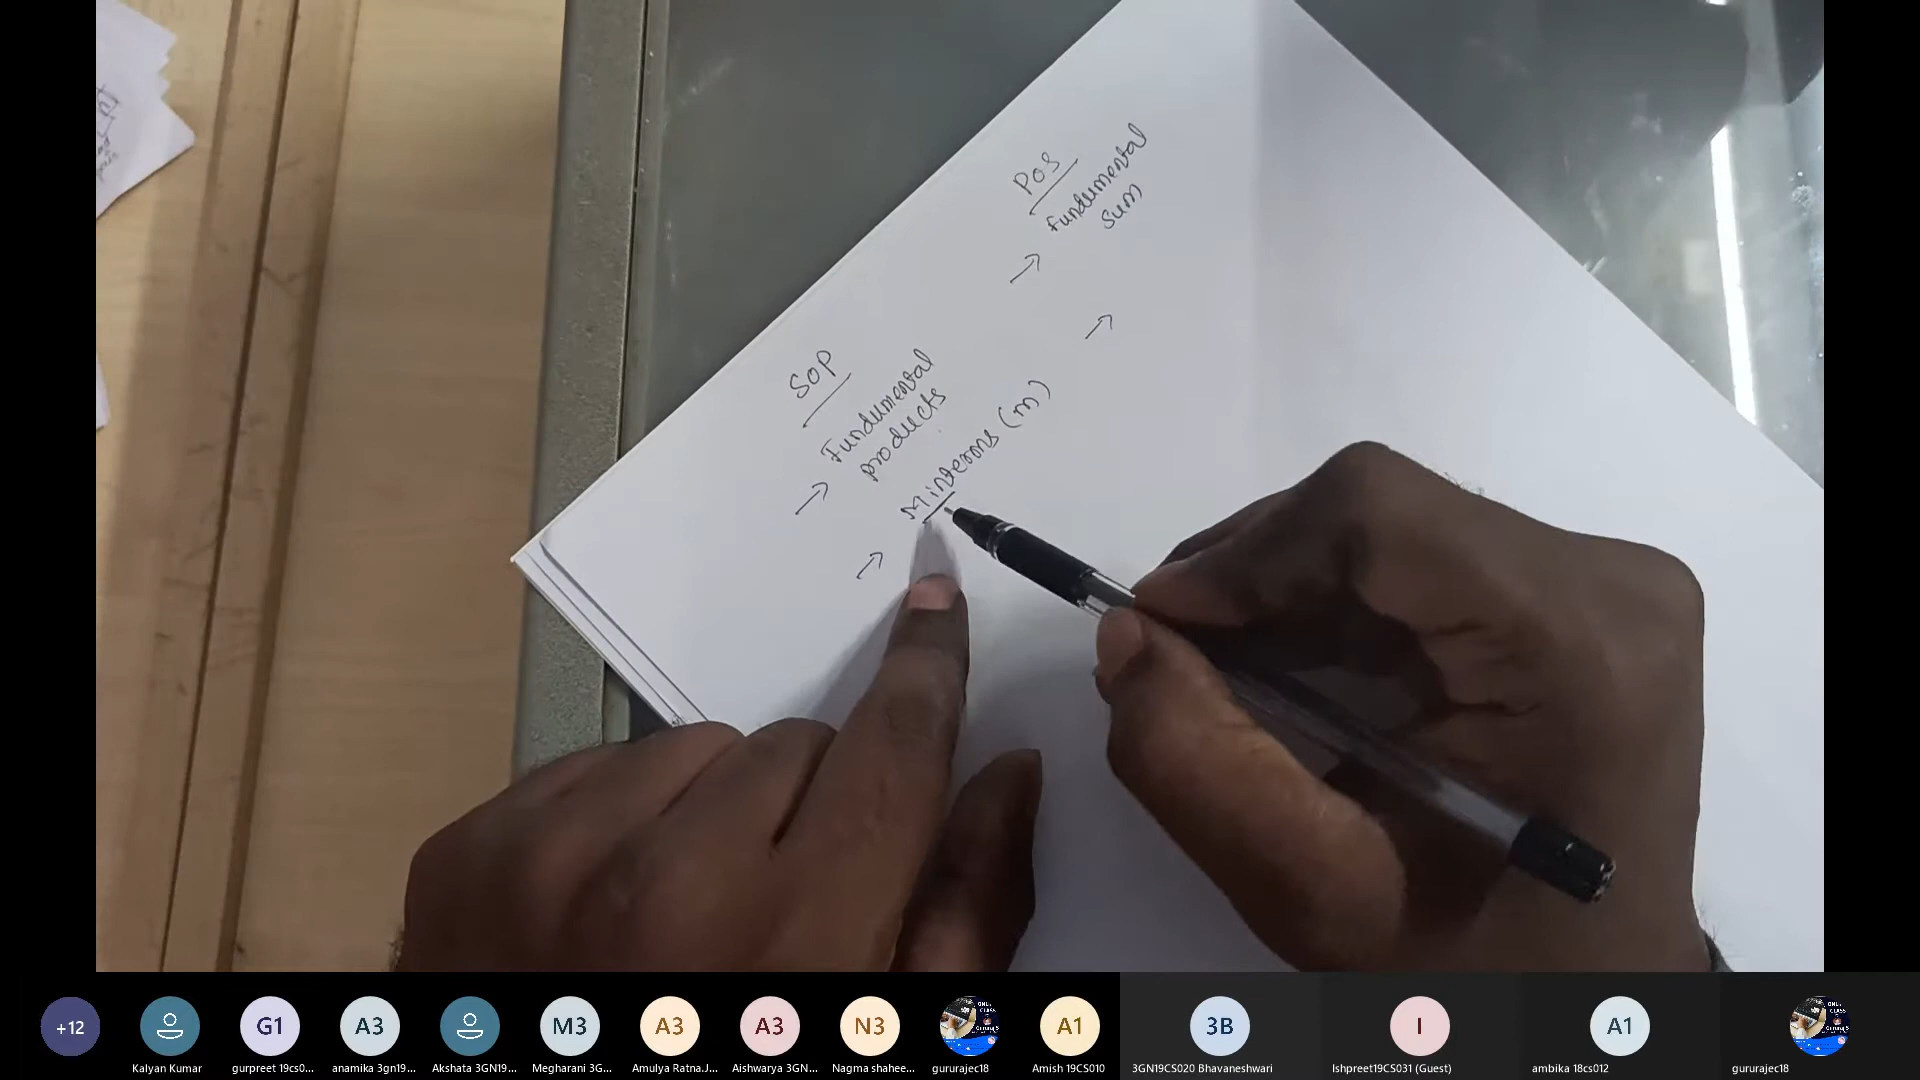 SOP
→ Fundumental
products
→ Minterms (m)
POS
→ fundumental
sum
→
+12
G1
A3
M3
A3
A3
N3
A1
3B
I
A1
Kalyan Kumar
gurpreet 19cs0...
anamika 3gn19...
Akshata 3GN19...
Megharani 3G...
Amulya Ratna.J...
Aishwarya 3GN...
Nagma shahee...
gururajec18
Amish 19CS010
3GN19CS020 Bhavaneshwari
Ishpreet19CS031 (Guest)
ambika 18cs012
gururajec18